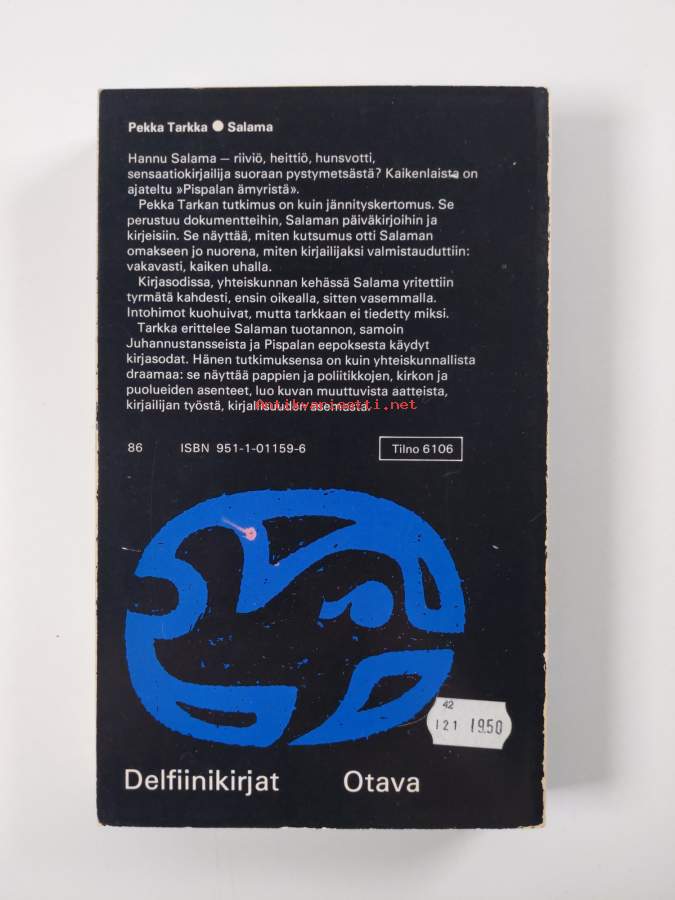 Pekka Tarkka ● Salama
Hannu Salama — riiviö, heittiö, hunsvotti,
sensaatiokirjailija suoraan pystymetsästä? Kaikenlaista on
ajateltu »Pispalan ämyristä».
Pekka Tarkan tutkimus on kuin jännityskertomus. Se
perustuu dokumentteihin, Salaman päiväkirjoihin ja
kirjeisiin. Se näyttää, miten kutsumus otti Salaman
omakseen jo nuorena, miten kirjailijaksi valmistauduttiin:
vakavasti, kaiken uhalla.
Kirjasodissa, yhteiskunnan kehässä Salama yritettiin
tyrmätä kahdesti, ensin oikealla, sitten vasemmalla.
Intohimot kuohuivat, mutta tarkkaan ei tiedetty miksi.
Tarkka erittelee Salaman tuotannon, samoin
Juhannustansseista ja Pispalan eepoksesta käydyt
kirjasodat. Hänen tutkimuksensa on kuin yhteiskunnallista
draamaa: se näyttää pappien ja poliitikkojen, kirkon ja
puolueiden asenteet, luo kuvan muuttuvista aatteista,
kirjailijan työstä, kirjallisuuden asemasta.
Antikvariaatti.net
86 ISBN 951-1-01159-6 Tilno 6106
42
121 19.50
Delfiinikirjat Otava